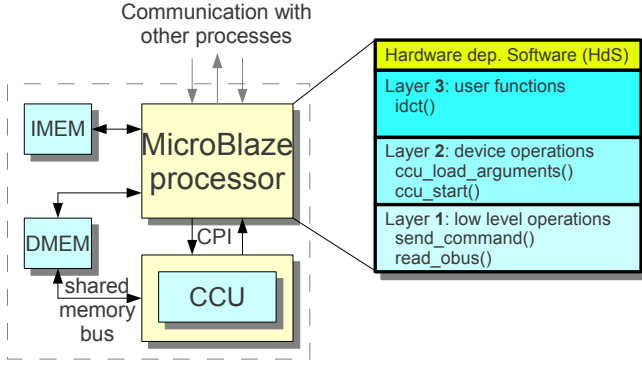 Communication with
other processes
IMEM
MicroBlaze
processor
DMEM
CPI
shared
memory
bus
CCU
Hardware dep. Software (HdS)
Layer 3: user functions
idct()
Layer 2: device operations
ccu_load_arguments()
ccu_start()
Layer 1: low level operations
send_command()
read_obus()